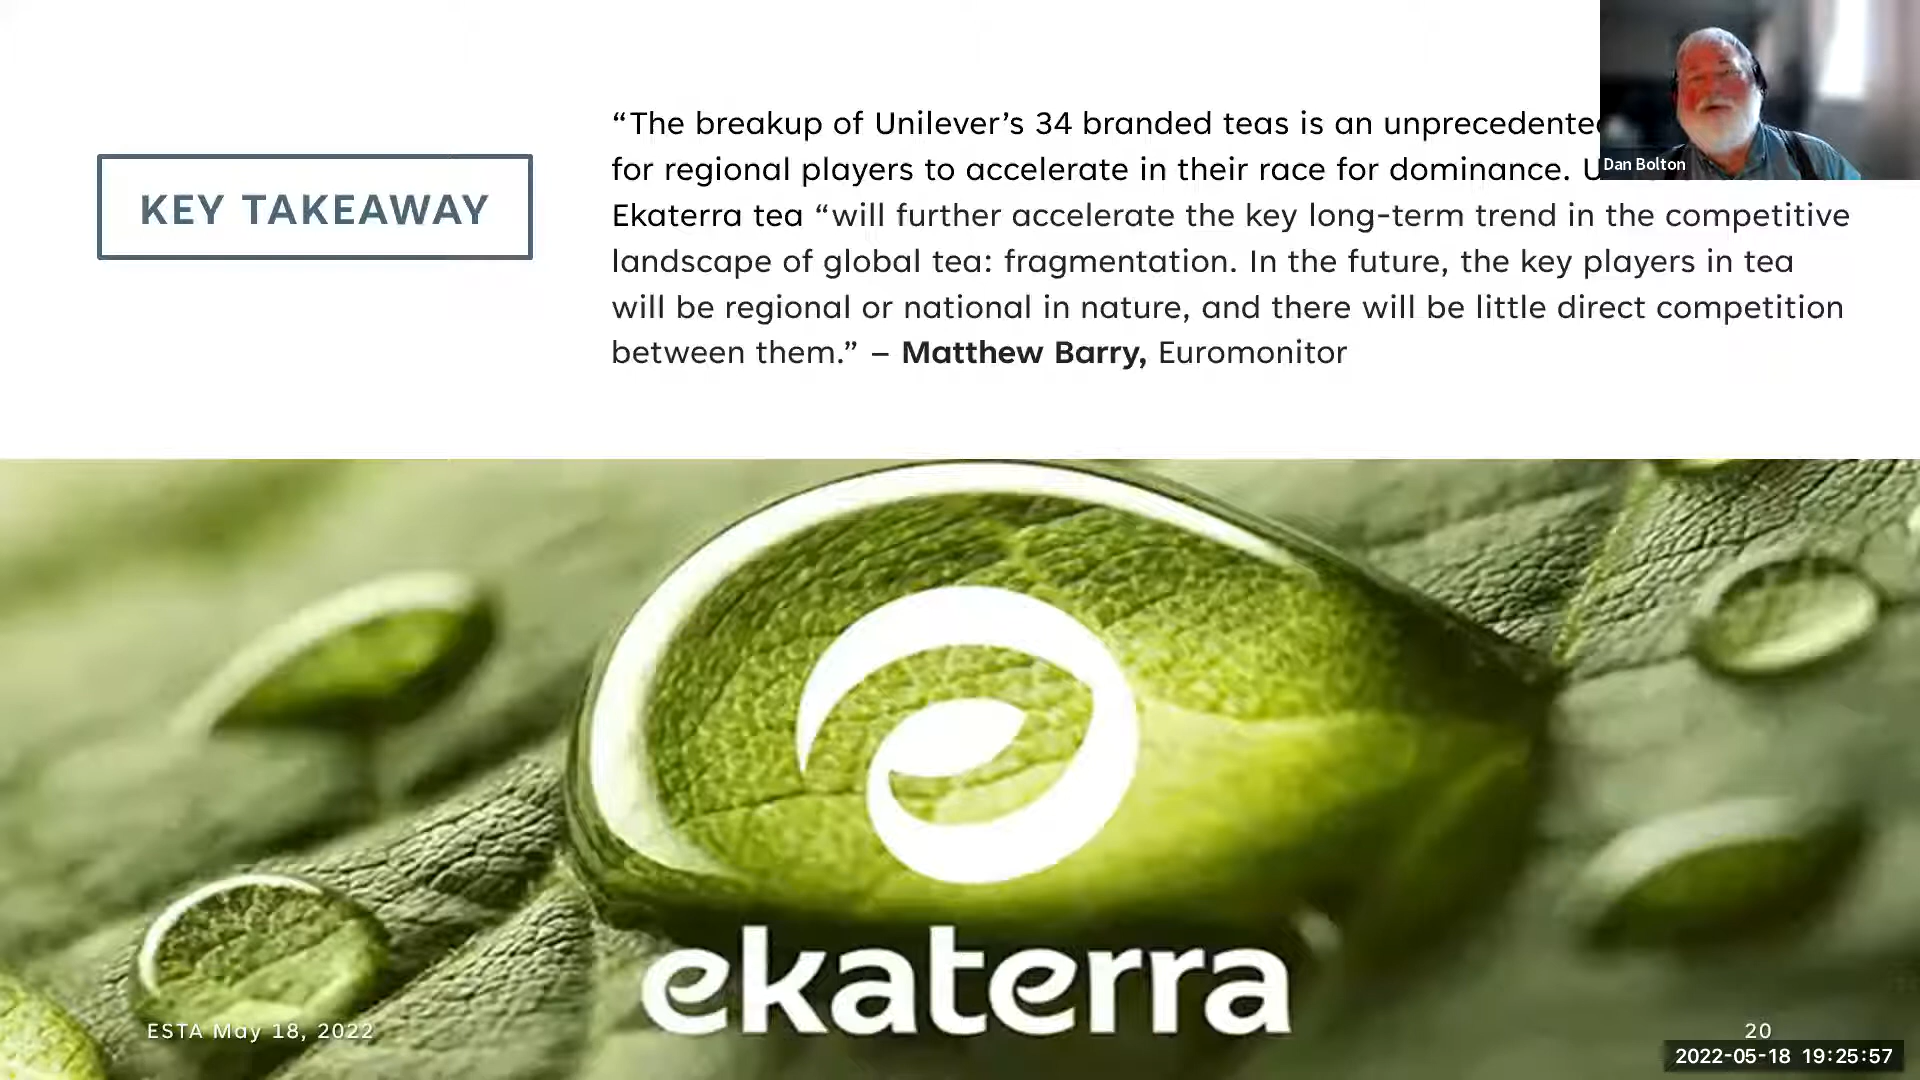 “The breakup of Unilever’s 34 branded teas is an
for regional players to accelerate in their race for dominance.
Dan Bolton
KEY TAKEAWAY
Ekaterra tea “will further accelerate the key long-term trend in the competitive
landscape of global tea: fragmentation. In the future, the key players in tea
will be regional or national in nature, and there will be little direct competition
between them.” – Matthew Barry, Euromonitor
ekaterra
ESTA May 18, 2022
20
2022-05-18 19:25:57